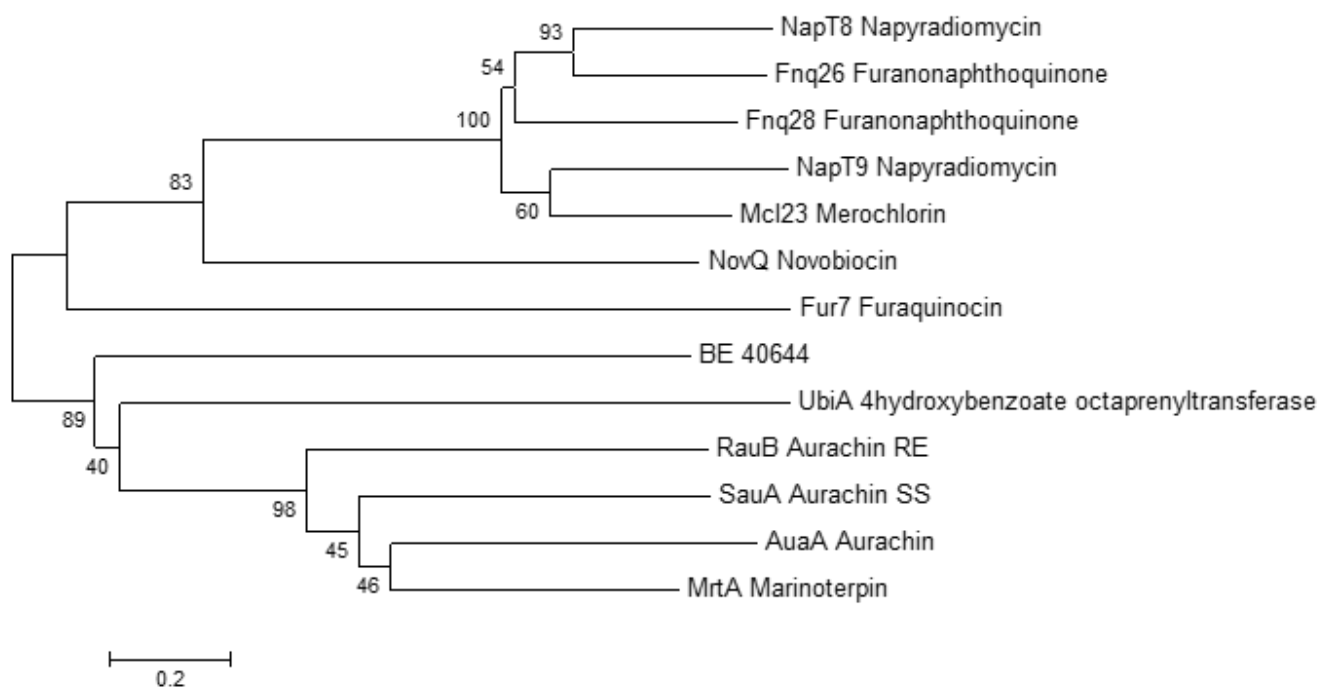 NapT8 Napyradiomycin
93
Fnq26 Furanonaphthoquinone
54
Fnq28 Furanonaphthoquinone
100
NapT9 Napyradiomycin
83
60
Mcl23 Merochlorin
NovQ Novobiocin
Fur7 Furaquinocin
BE 40644
89
UbiA 4hydroxybenzoate octaprenyltransferase
40
RauB Aurachin RE
98
SauA Aurachin SS
45
AuaA Aurachin
46
MrtA Marinoterpin
0.2